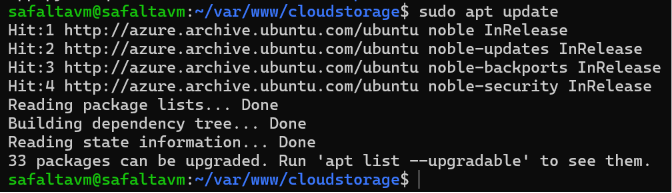 safaltavm@safaltavm:~/var/www/cloudstorage$ sudo apt update
Hit:1 http://azure.archive.ubuntu.com/ubuntu noble InRelease
Hit:2 http://azure.archive.ubuntu.com/ubuntu noble-updates InRelease
Hit:3 http://azure.archive.ubuntu.com/ubuntu noble-backports InRelease
Hit:4 http://azure.archive.ubuntu.com/ubuntu noble-security InRelease
Reading package lists... Done
Building dependency tree... Done
Reading state information... Done
33 packages can be upgraded. Run 'apt list --upgradable' to see them.
safaltavm@safaltavm:~/var/www/cloudstorage$